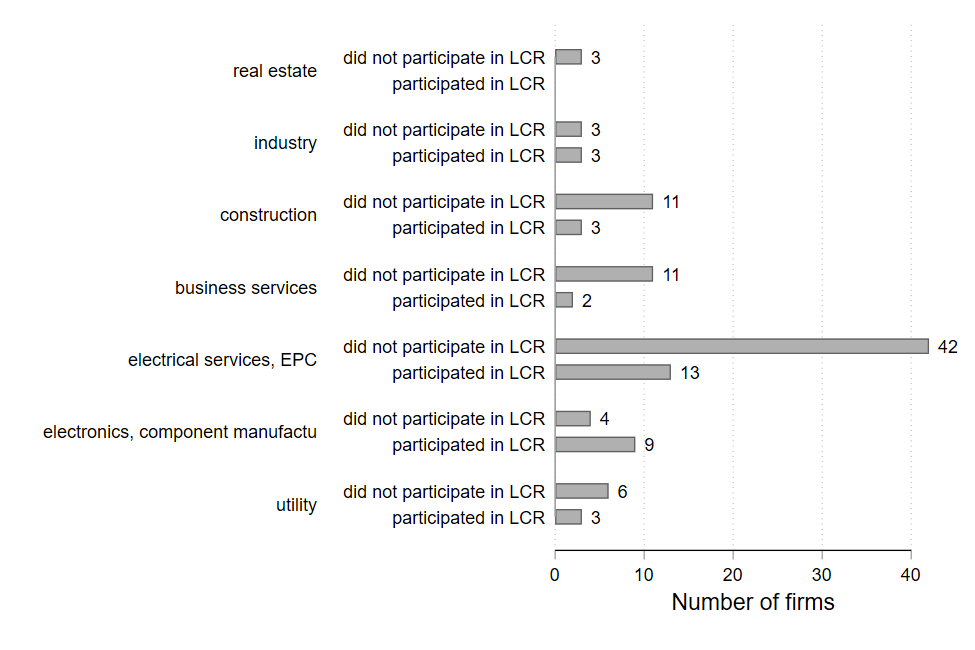 did not participate in LCR 3
real estate
participated in LCR
did not participate in LCR 3
industry
participated in LCR 3
did not participate in LCR 11
construction
participated in LCR 3
did not participate in LCR 11
business services
participated in LCR 2
did not participate in LCR 42
electrical services, EPC
participated in LCR 13
did not participate in LCR 4
electronics, component manufactu
participated in LCR 9
did not participate in LCR 6
utility
participated in LCR 3
0 10 20 30 40
Number of firms